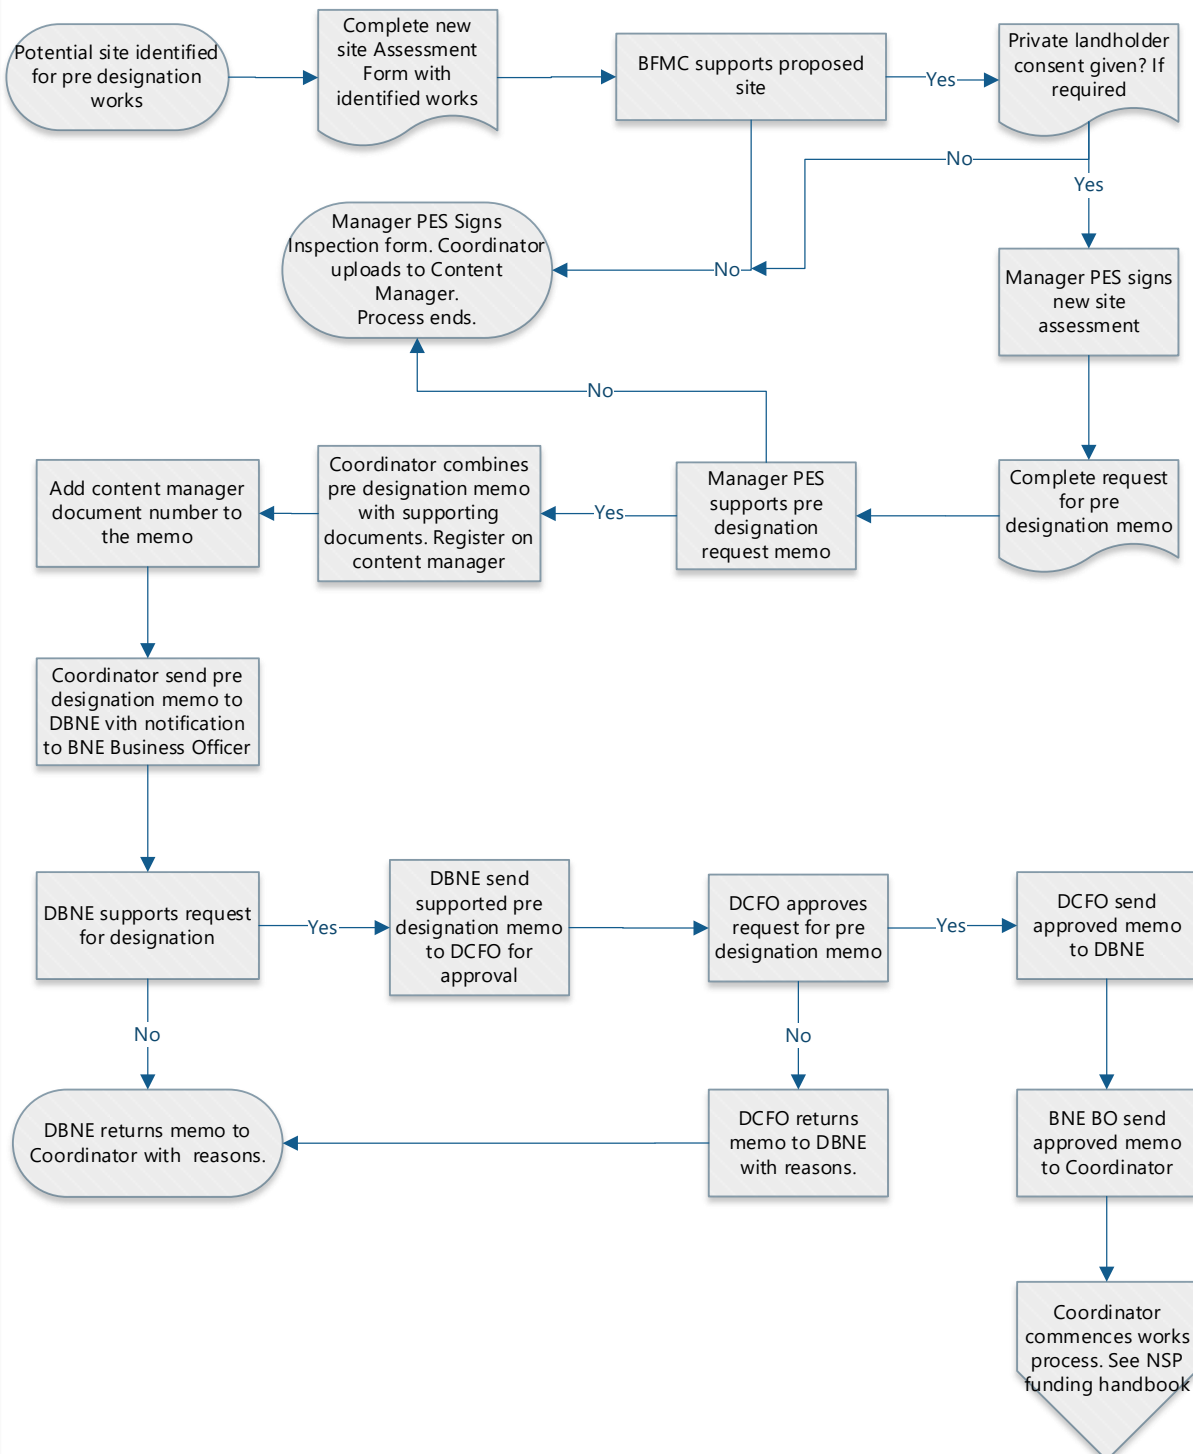 Potential site identified
for pre designation
works
Complete new
site Assessment
Form with
identified works
BFMC supports proposed
site
Yes
Private landholder
consent given? If
required
No
Yes
Manager PES Signs
Inspection form. Coordinator
uploads to Content
Manager.
Process ends.
No
Manager PES signs
new site
assessment
No
Add content manager
document number to
the memo
Coordinator combines
pre designation memo
with supporting
documents. Register on
content manager
Yes
Manager PES
supports pre
designation
request memo
Complete request
for pre
designation memo
Coordinator send pre
designation memo to
DBNE vith notification
to BNE Business Officer
DBNE supports request
for designation
Yes
DBNE send
supported pre
designation memo
to DCFO for
approval
DCFO approves
request for pre
designation memo
Yes
DCFO send
approved memo
to DBNE
No
No
DBNE returns memo to
Coordinator with reasons.
DCFO returns
memo to DBNE
with reasons.
BNE BO send
approved memo
to Coordinator
Coordinator
commences works
process. See NSP
funding handbook